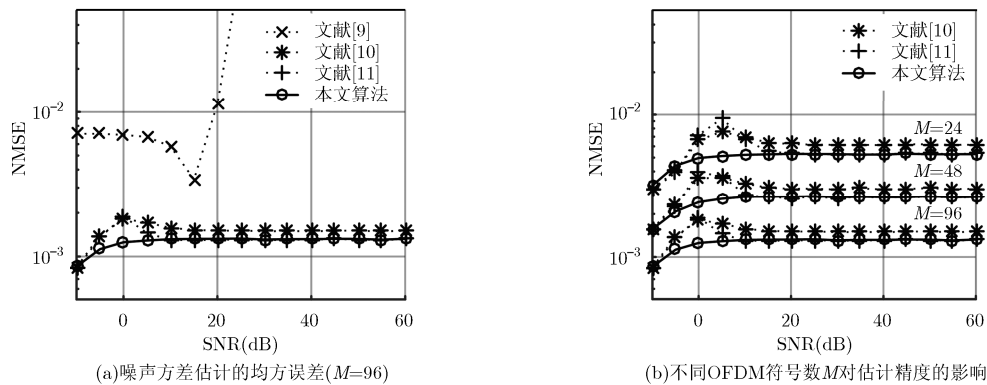 文献[9]
文献[10]
文献[11]
本文算法
10⁻²
10⁻³
NMSE
0
20
40
60
SNR(dB)
(a)噪声方差估计的均方误差(M=96)
文献[10]
文献[11]
本文算法
10⁻²
10⁻³
NMSE
M=24
M=48
M=96
0
20
40
60
SNR(dB)
(b)不同OFDM符号数M对估计精度的影响